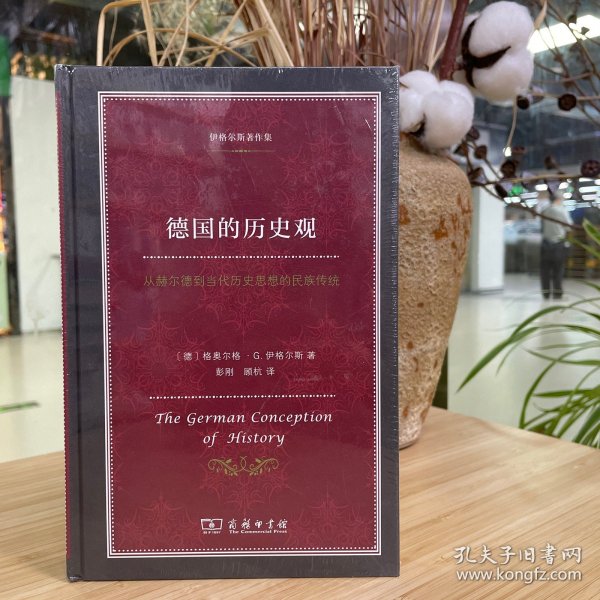 伊格尔斯著作集
德国的历史观
从赫尔德到当代历史思想的民族传统
〔德〕格奥尔格·G. 伊格尔斯 著
彭刚 顾杭 译
The German Conception
of History
商务印书馆
The Commercial Press
孔夫子旧书网
www.kongfz.com